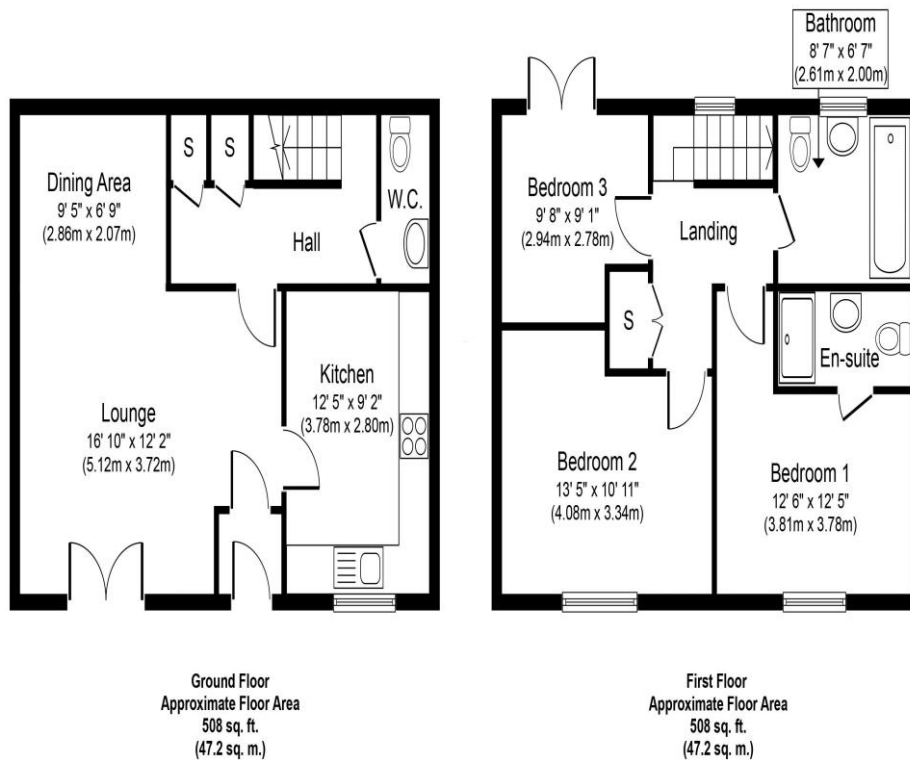 Dining Area
9' 5" x 6' 9"
(2.86m x 2.07m)
S
S
Hall
W.C.
Lounge
16' 10" x 12' 2"
(5.12m x 3.72m)
Kitchen
12' 5" x 9' 2"
(3.78m x 2.80m)
Ground Floor
Approximate Floor Area
508 sq. ft.
(47.2 sq. m.)
Bathroom
8' 7" x 6' 7"
(2.61m x 2.00m)
Bedroom 3
9' 8" x 9' 1"
(2.94m x 2.78m)
Landing
S
En-suite
Bedroom 2
13' 5" x 10' 11"
(4.08m x 3.34m)
Bedroom 1
12' 6" x 12' 5"
(3.81m x 3.78m)
First Floor
Approximate Floor Area
508 sq. ft.
(47.2 sq. m.)